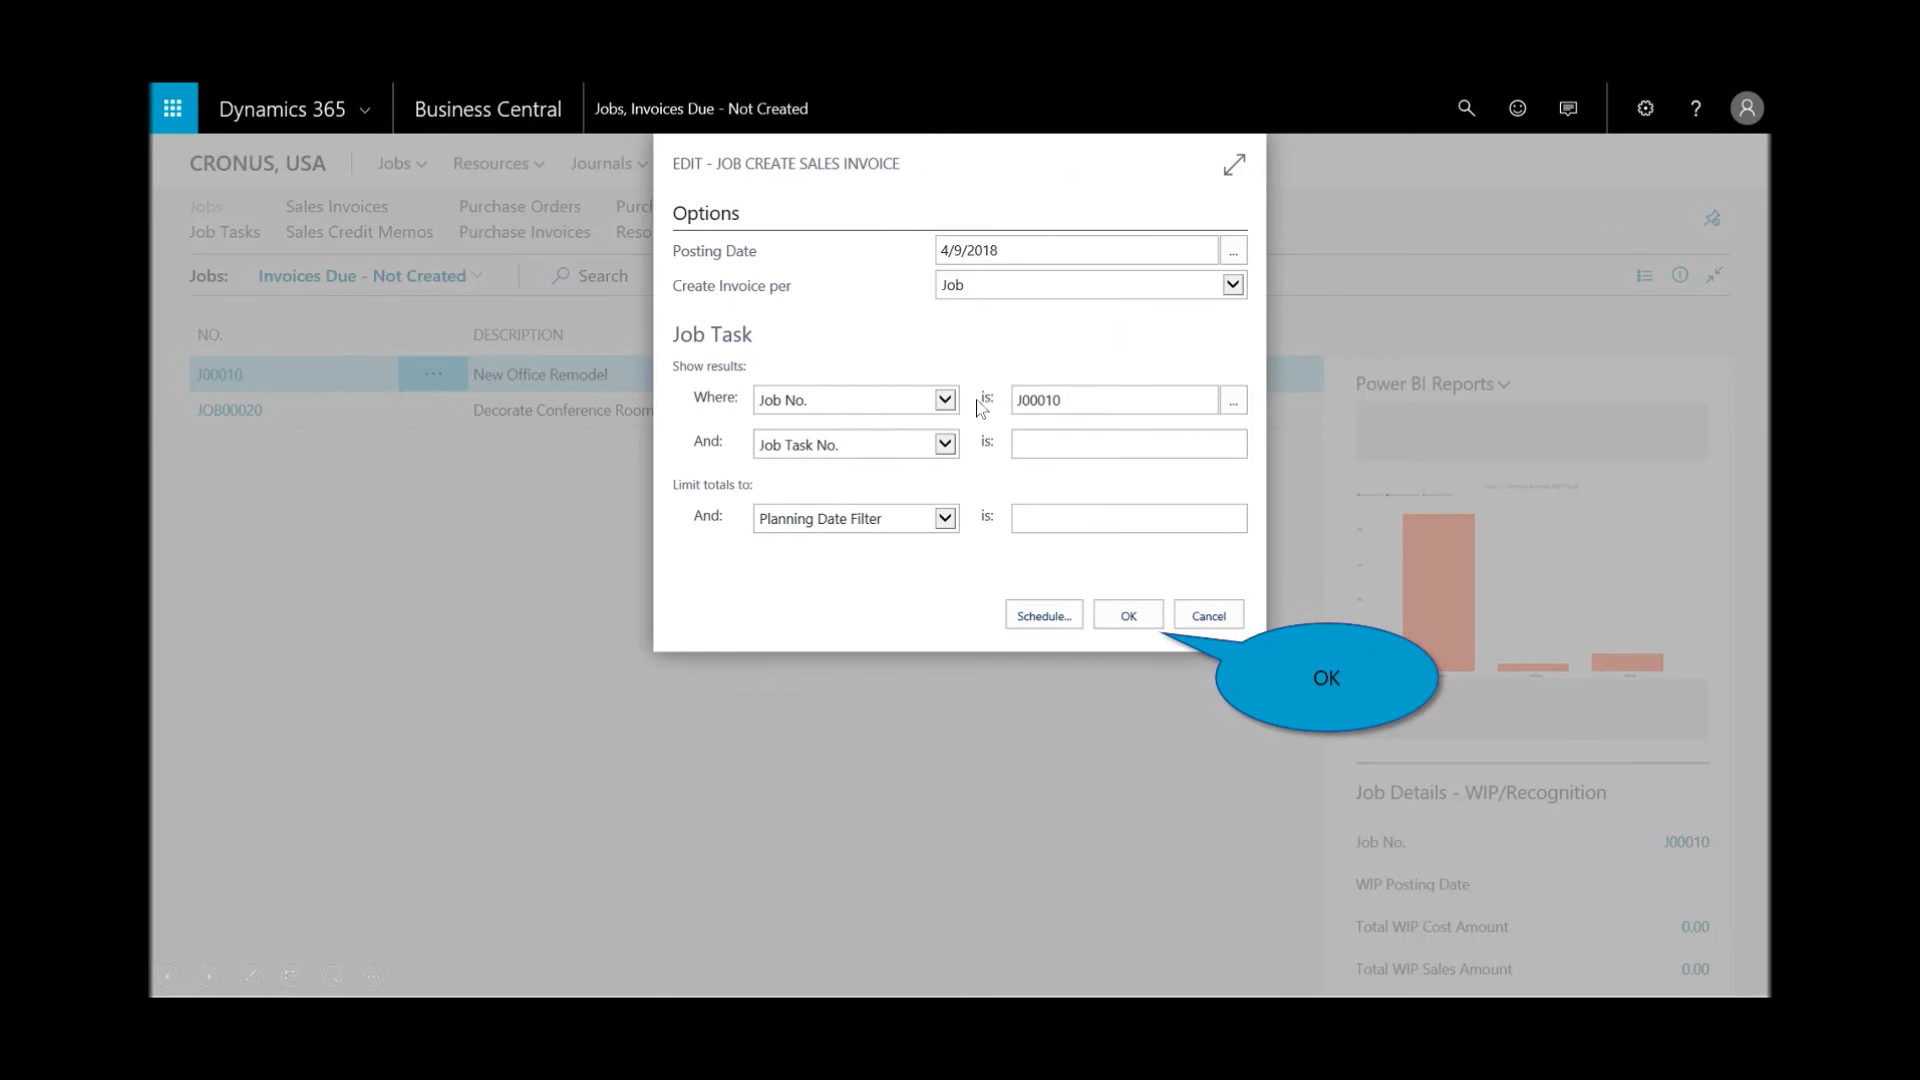 Dynamics 365 Business Central Jobs, Invoices Due - Not Created ?
CRONUS, USA Jobs Resources Journals
EDIT - JOB CREATE SALES INVOICE
Jobs Sales Invoices Purchase Orders Purc
Job Tasks Sales Credit Memos Purchase Invoices Reso
Jobs: Invoices Due - Not Created Search
NO. DESCRIPTION
J00010 ... New Office Remodel
JOB00020 Decorate Conference Room
Options
Posting Date 4/9/2018 ...
Create Invoice per Job
Job Task
Show results:
Where: Job No. is: J00010 ...
And: Job Task No. is:
Limit totals to:
And: Planning Date Filter is:
Schedule... OK Cancel
OK
Power BI Reports
Job Details - WIP/Recognition
Job No. J00010
WIP Posting Date
Total WIP Cost Amount 0.00
Total WIP Sales Amount 0.00